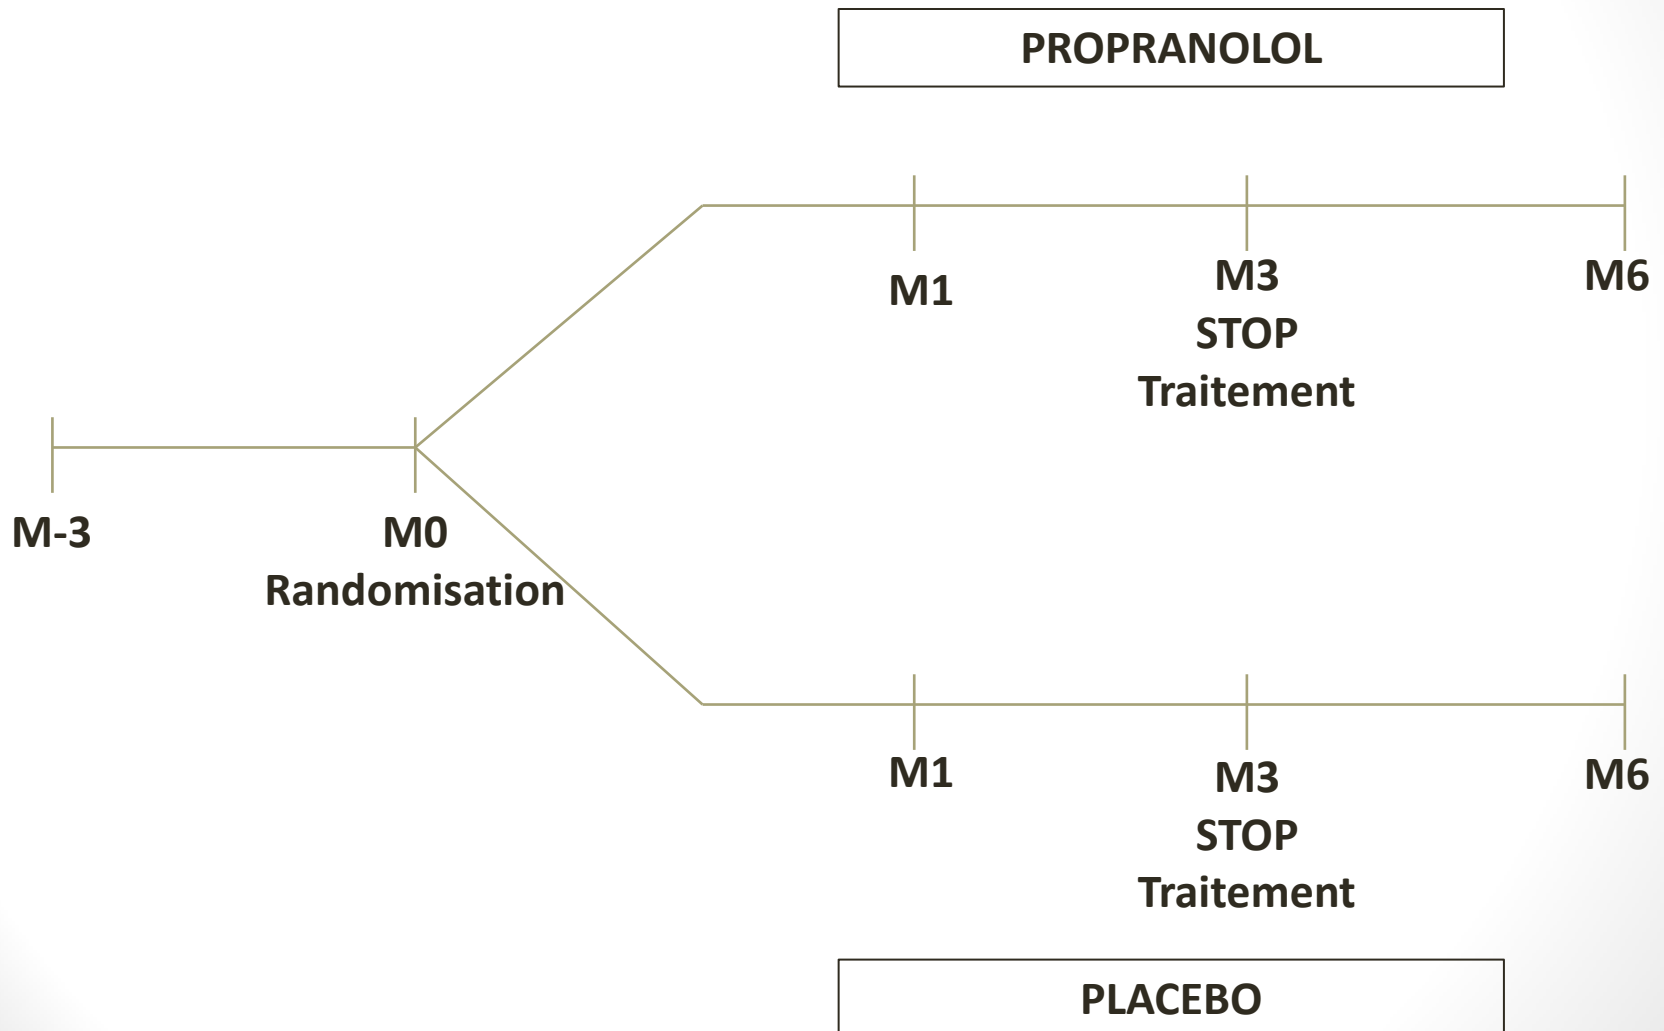 PROPRANOLOL
M1
M3
STOP
Traitement
M6
M-3
M0
Randomisation
M1
M3
STOP
Traitement
M6
PLACEBO